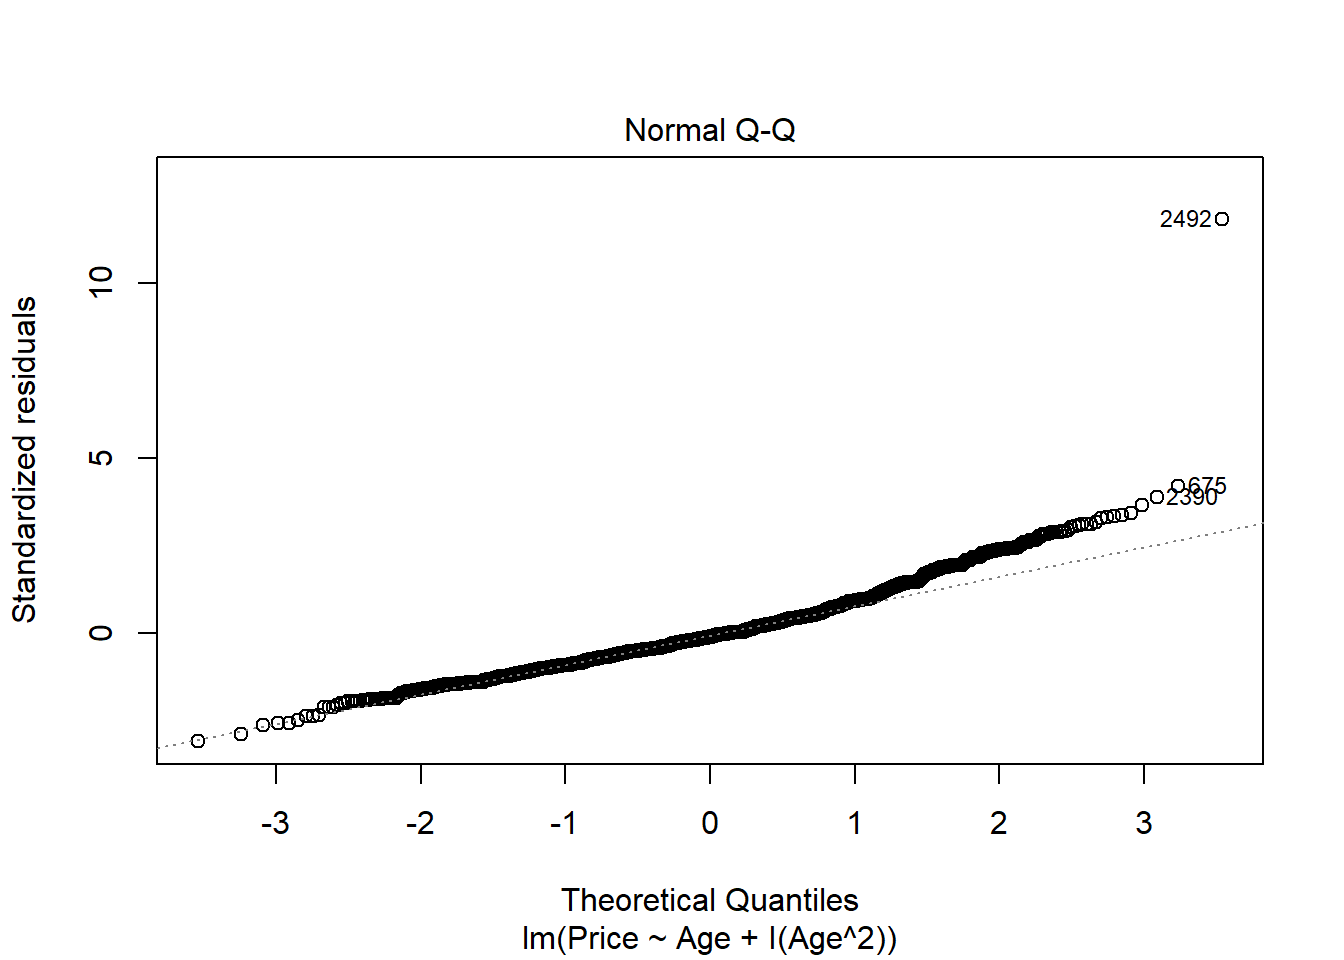 Normal Q-Q
2492
10
675
2390
5
0
Standardized residuals
-3 -2 -1 0 1 2 3
Theoretical Quantiles
lm(Price ~ Age + I(Age^2))